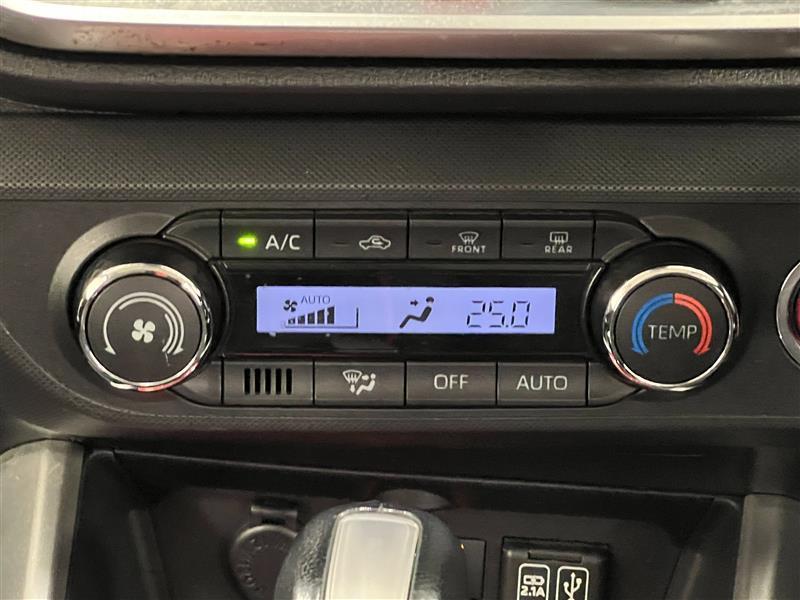 A/C
FRONT
REAR
AUTO
25.0
TEMP
OFF
AUTO
2.1A